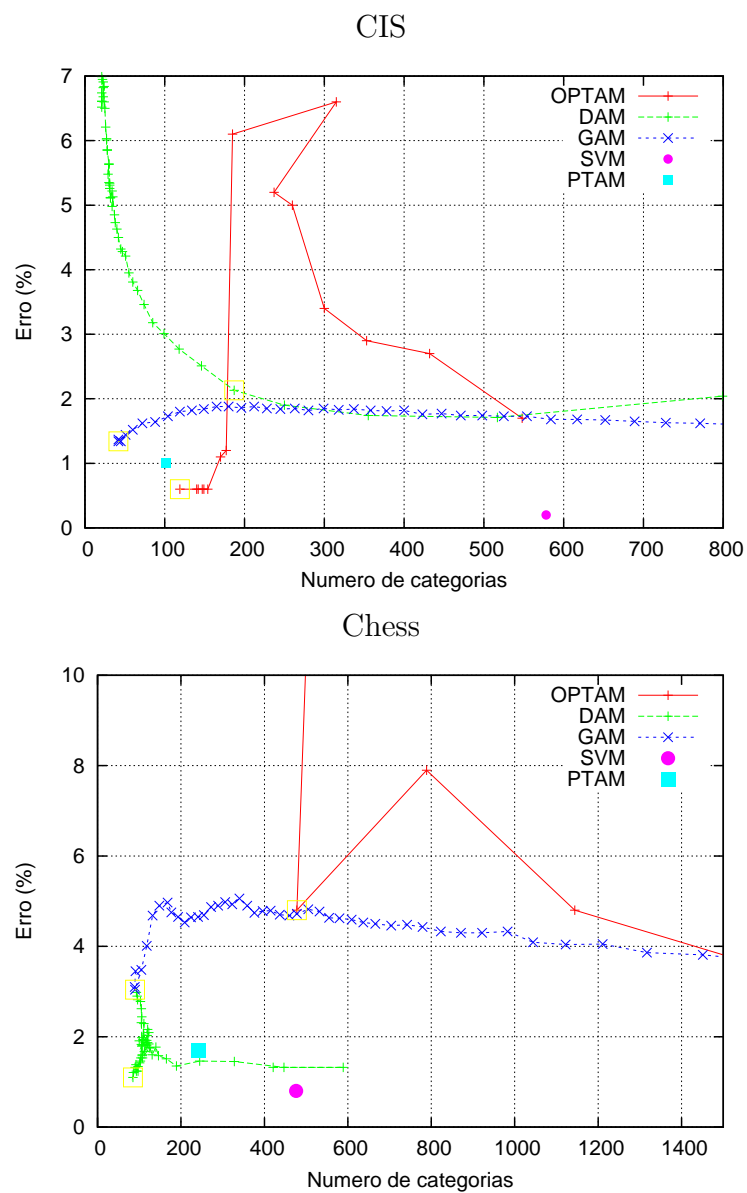 CIS
7
6
5
4
3
2
1
0
Erro (%)
OPTAM
DAM
GAM
SVM
PTAM
0 100 200 300 400 500 600 700 800
Numero de categorias
Chess
10
8
6
4
2
0
Erro (%)
OPTAM
DAM
GAM
SVM
PTAM
0 200 400 600 800 1000 1200 1400
Numero de categorias